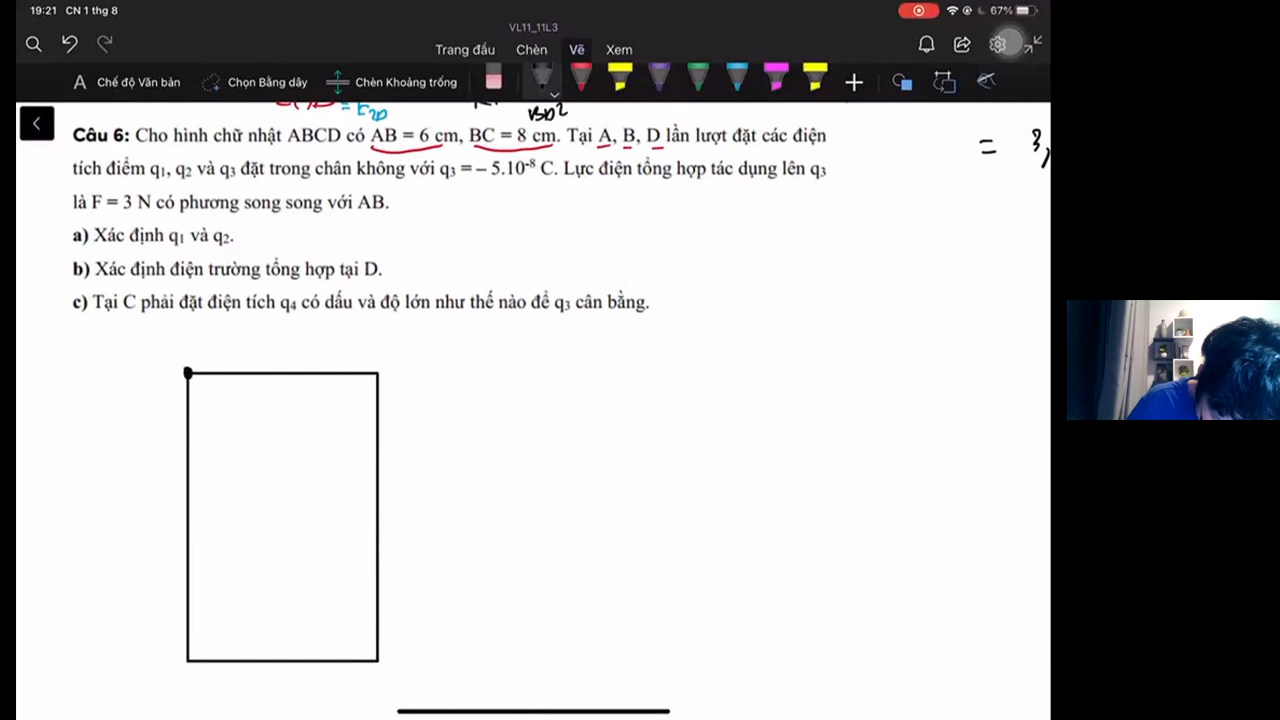 19:21 CN 1 thg 8
67%
VL11_11L3
Trang đầu Chèn Vẽ Xem
A Chế độ Văn bản Chọn Bằng dây Chèn Khoảng trống
= E2D
BD²
Câu 6: Cho hình chữ nhật ABCD có AB = 6 cm, BC = 8 cm. Tại A, B, D lần lượt đặt các điện
= 3,
tích điểm q₁, q₂ và q₃ đặt trong chân không với q₃ = – 5.10⁻⁸ C. Lực điện tổng hợp tác dụng lên q₃
là F = 3 N có phương song song với AB.
a) Xác định q₁ và q₂.
b) Xác định điện trường tổng hợp tại D.
c) Tại C phải đặt điện tích q₄ có dấu và độ lớn như thế nào để q₃ cân bằng.